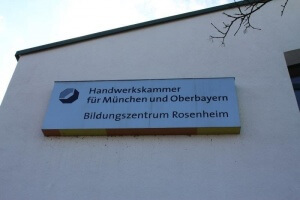 Handwerkskammer
für München und Oberbayern
Bildungszentrum Rosenheim